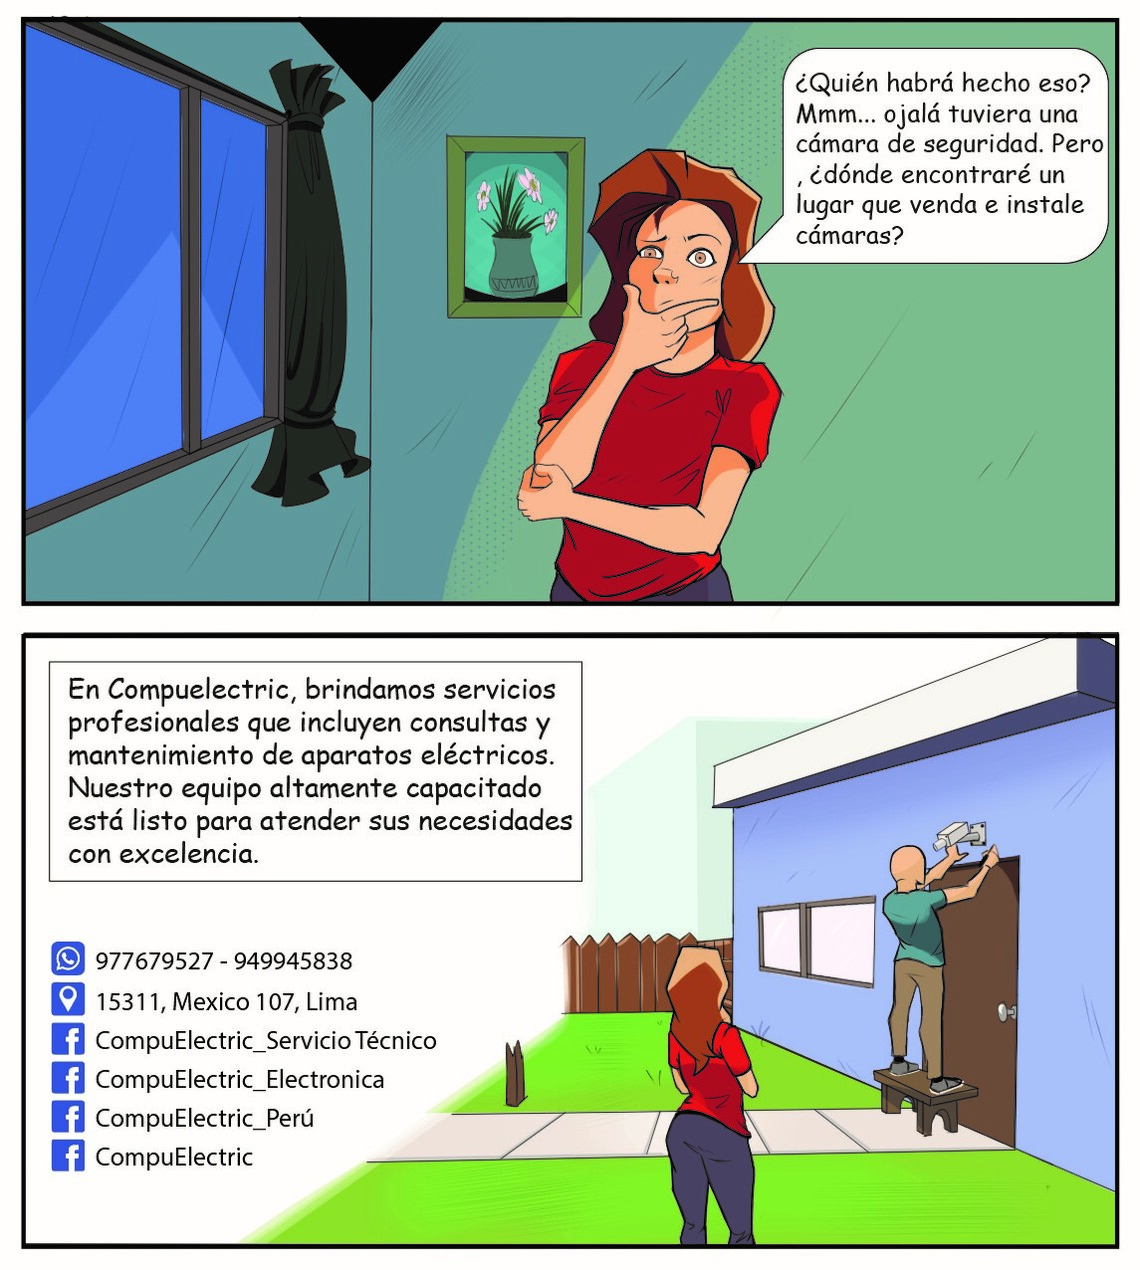 ¿Quién habrá hecho eso?
Mmm... ojalá tuviera una
cámara de seguridad. Pero
, ¿dónde encontraré un
lugar que venda e instale
cámaras?
En Compuelectric, brindamos servicios
profesionales que incluyen consultas y
mantenimiento de aparatos eléctricos.
Nuestro equipo altamente capacitado
está listo para atender sus necesidades
con excelencia.
977679527 - 949945838
15311, Mexico 107, Lima
CompuElectric_Servicio Técnico
CompuElectric_Electronica
CompuElectric_Perú
CompuElectric